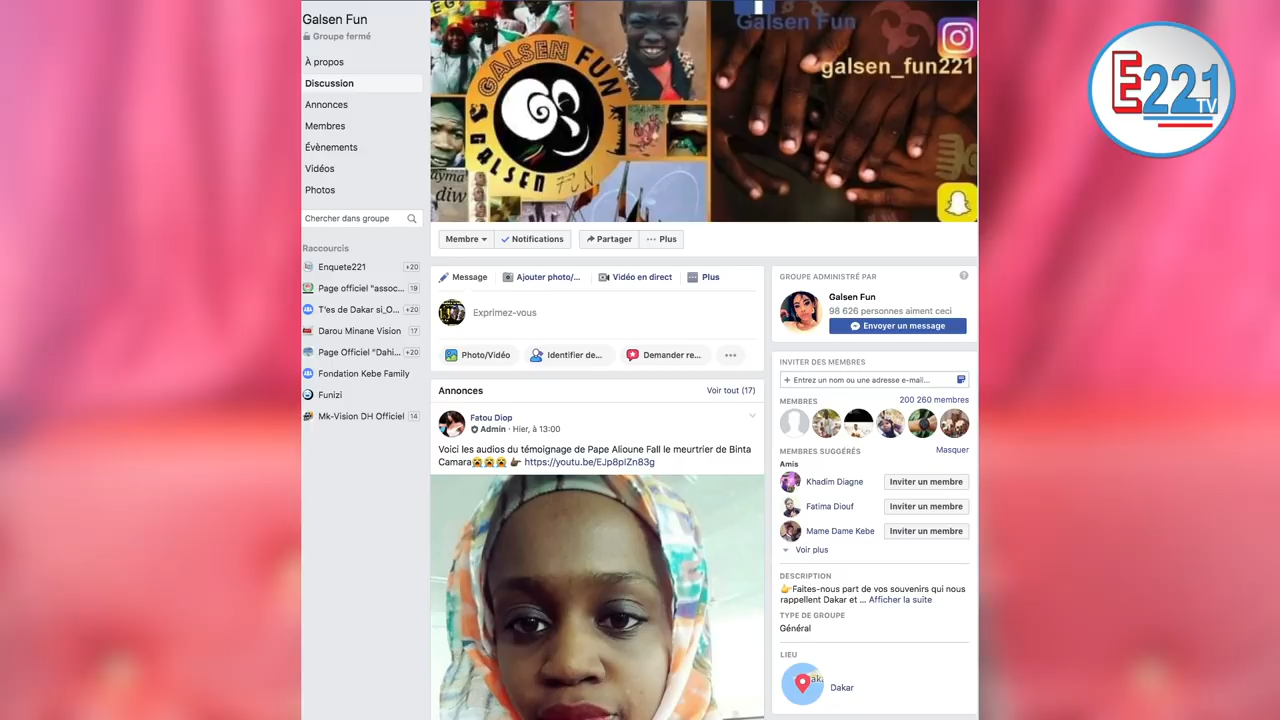 Galsen Fun
Groupe fermé
À propos
Discussion
Annonces
Membres
Évènements
Vidéos
Photos
Chercher dans groupe
Raccourcis
Enquete221 +20
Page officiel "assoc... 19
T'es de Dakar si_O... +20
Darou Minane Vision 17
Page Officiel "Dahi... +20
Fondation Kebe Family
Funizi
Mk-Vision DH Officiel 14
GALSEN FUN
GALSEN FUN
Galsen Fun
galsen_fun221
diw
E221
TV
Membre
Notifications
Partager
Plus
Message
Ajouter photo/...
Vidéo en direct
Plus
Exprimez-vous
Photo/Vidéo
Identifier de...
Demander re...
Annonces
Voir tout (17)
Fatou Diop
Admin · Hier, à 13:00
Voici les audios du témoignage de Pape Alioune Fall le meurtrier de Binta
Camara😭😭😭 👉🏿 https://youtu.be/EJp8pIZn83g
GROUPE ADMINISTRÉ PAR
Galsen Fun
98 626 personnes aiment ceci
Envoyer un message
INVITER DES MEMBRES
+ Entrez un nom ou une adresse e-mail...
MEMBRES
200 260 membres
MEMBRES SUGGÉRÉS
Masquer
Amis
Khadim Diagne
Inviter un membre
Fatima Diouf
Inviter un membre
Mame Dame Kebe
Inviter un membre
Voir plus
DESCRIPTION
👉Faites-nous part de vos souvenirs qui nous
rappellent Dakar et ... Afficher la suite
TYPE DE GROUPE
Général
LIEU
Dakar